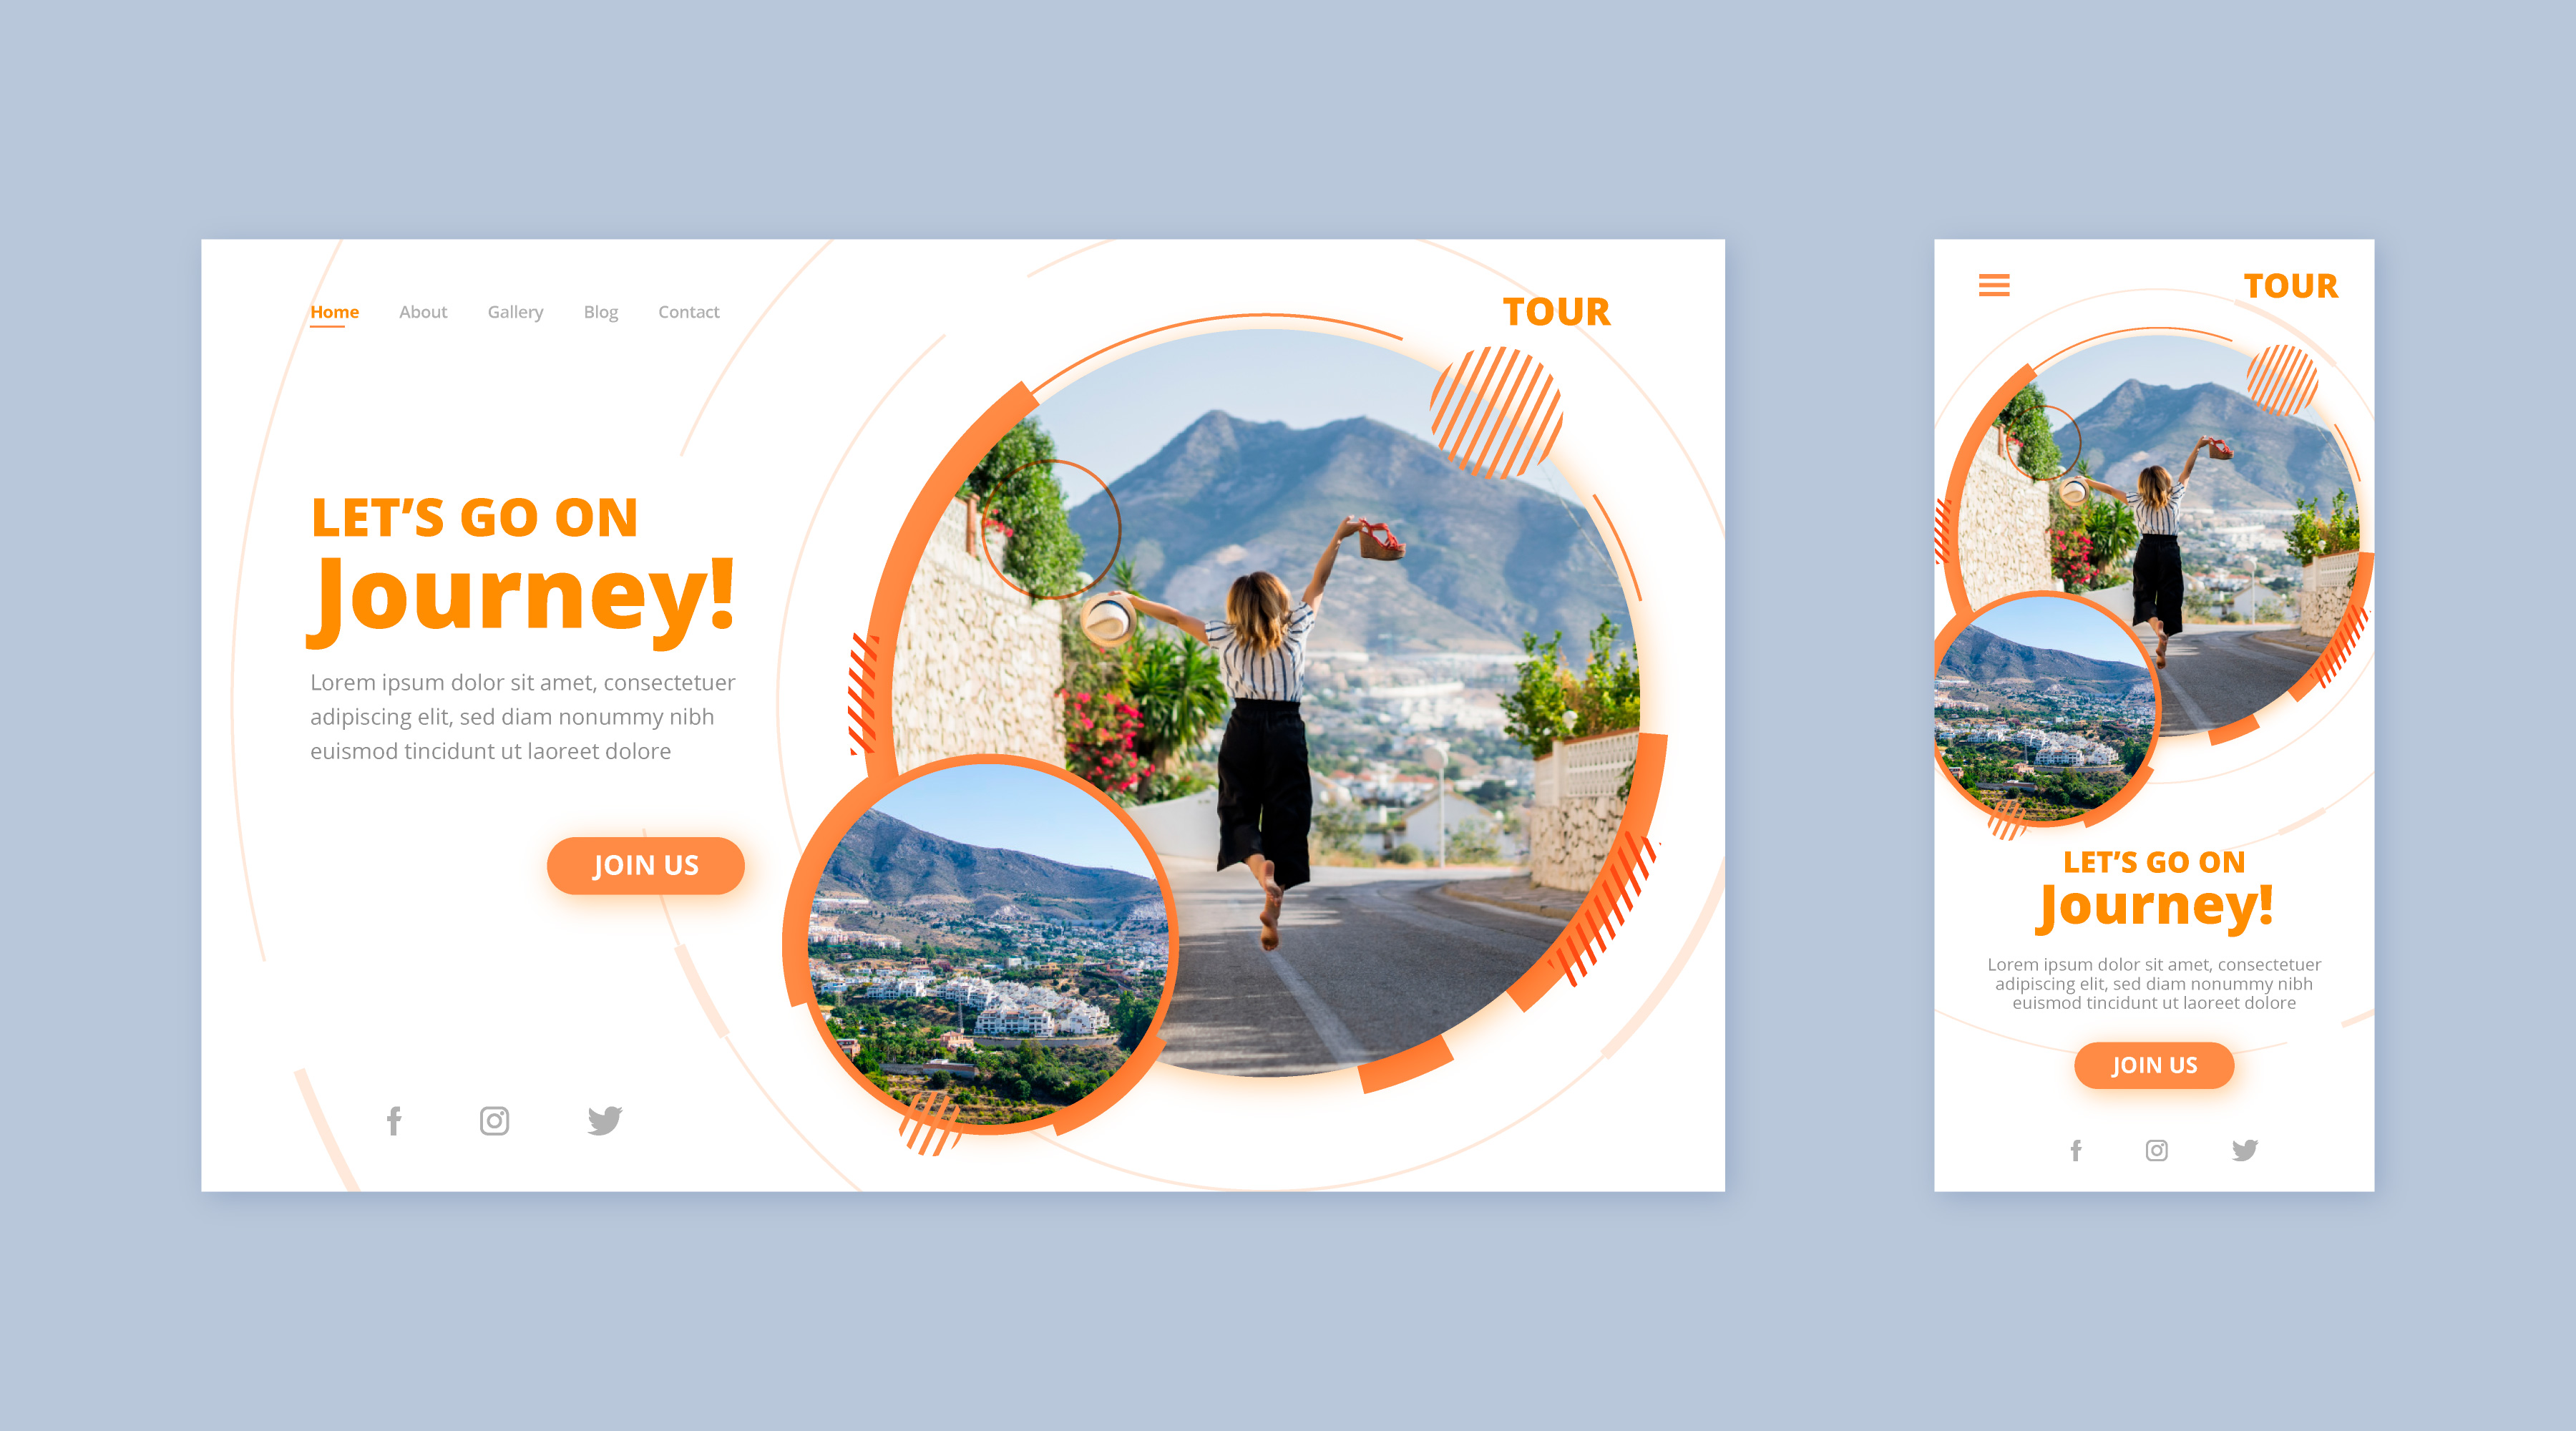 Home About Gallery Blog Contact
TOUR
LET’S GO ON
Journey!
Lorem ipsum dolor sit amet, consectetuer
adipiscing elit, sed diam nonummy nibh
euismod tincidunt ut laoreet dolore
JOIN US
TOUR
LET’S GO ON
Journey!
Lorem ipsum dolor sit amet, consectetuer
adipiscing elit, sed diam nonummy nibh
euismod tincidunt ut laoreet dolore
JOIN US